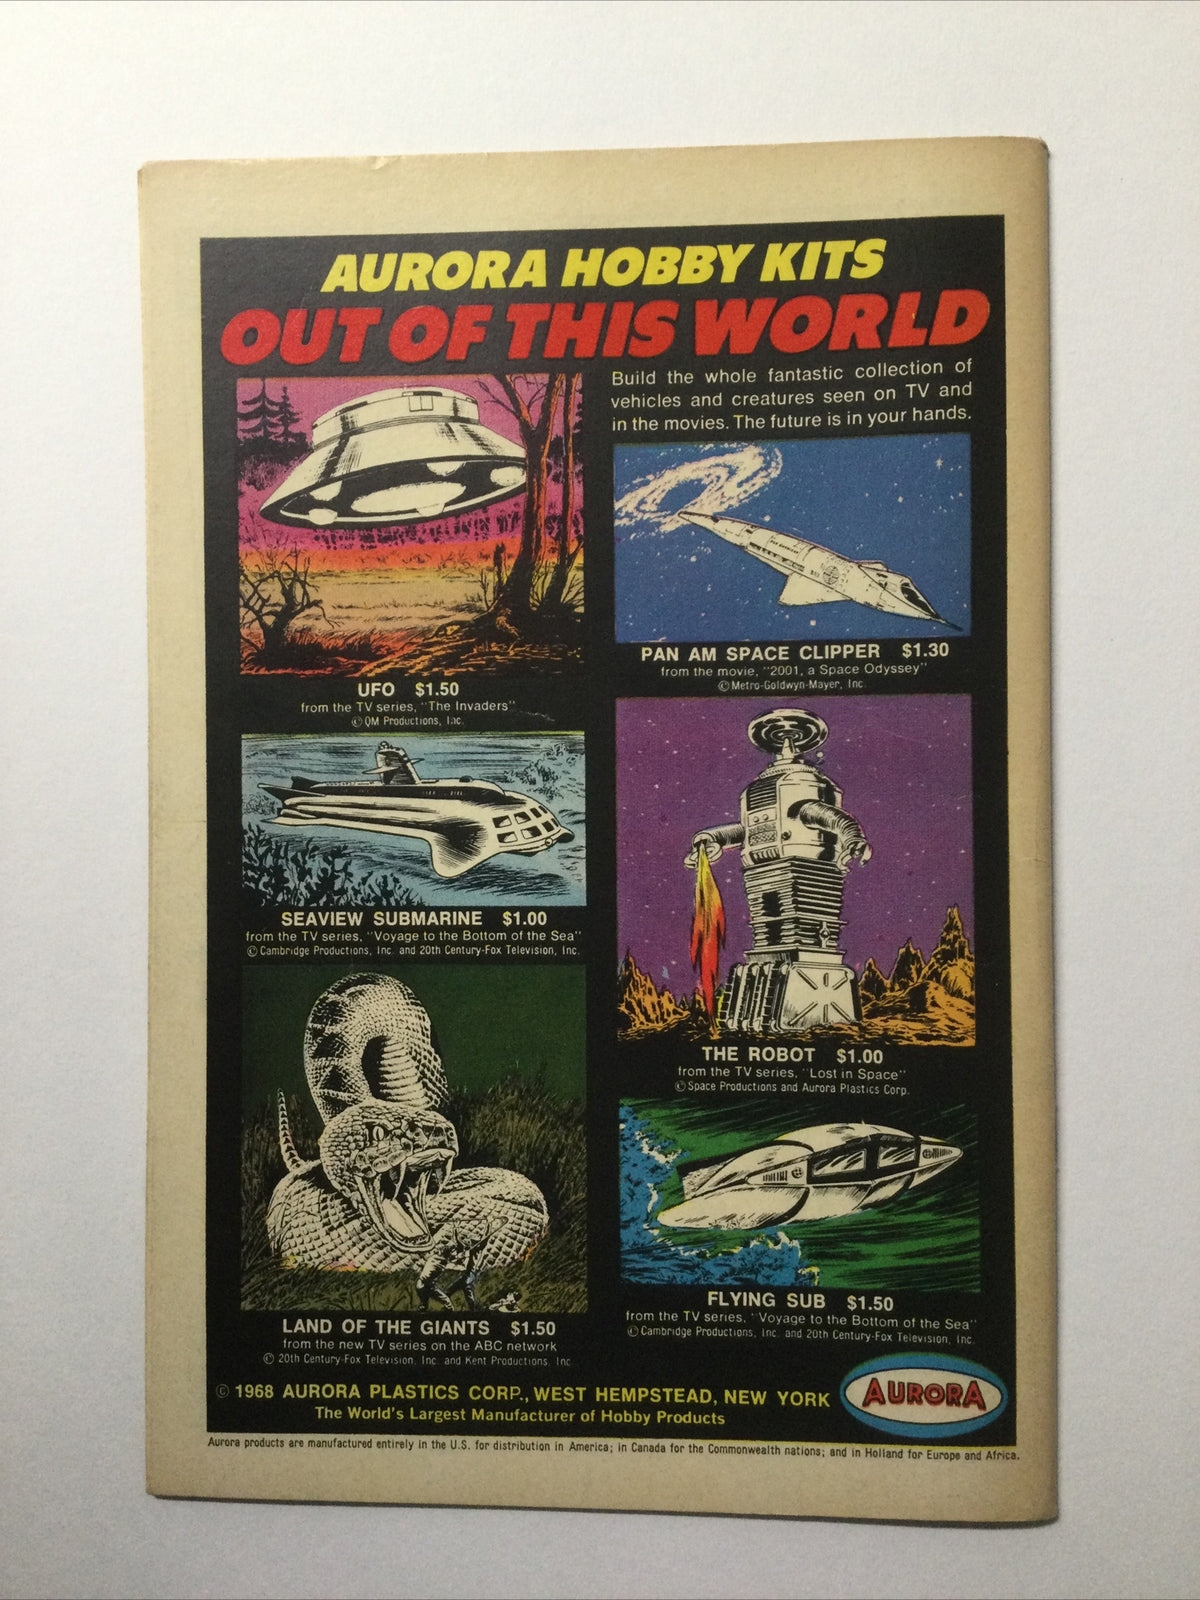 AURORA HOBBY KITS
OUT OF THIS WORLD
Build the whole fantastic collection of
vehicles and creatures seen on TV and
in the movies. The future is in your hands.
UFO $1.50
from the TV series, "The Invaders"
© QM Productions, Inc.
PAN AM SPACE CLIPPER $1.30
from the movie, "2001, a Space Odyssey"
© Metro-Goldwyn-Mayer, Inc.
SEAVIEW SUBMARINE $1.00
from the TV series, "Voyage to the Bottom of the Sea"
© Cambridge Productions, Inc. and 20th Century-Fox Television, Inc.
THE ROBOT $1.00
from the TV series, "Lost in Space"
© Space Productions and Aurora Plastics Corp.
LAND OF THE GIANTS $1.50
from the new TV series on the ABC network
© 20th Century-Fox Television, Inc. and Kent Productions, Inc
FLYING SUB $1.50
from the TV series, "Voyage to the Bottom of the Sea"
© Cambridge Productions, Inc. and 20th Century-Fox Television, Inc.
© 1968 AURORA PLASTICS CORP., WEST HEMPSTEAD, NEW YORK
The World's Largest Manufacturer of Hobby Products
AURORA
Aurora products are manufactured entirely in the U.S. for distribution in America; in Canada for the Commonwealth nations; and in Holland for Europe and Africa.